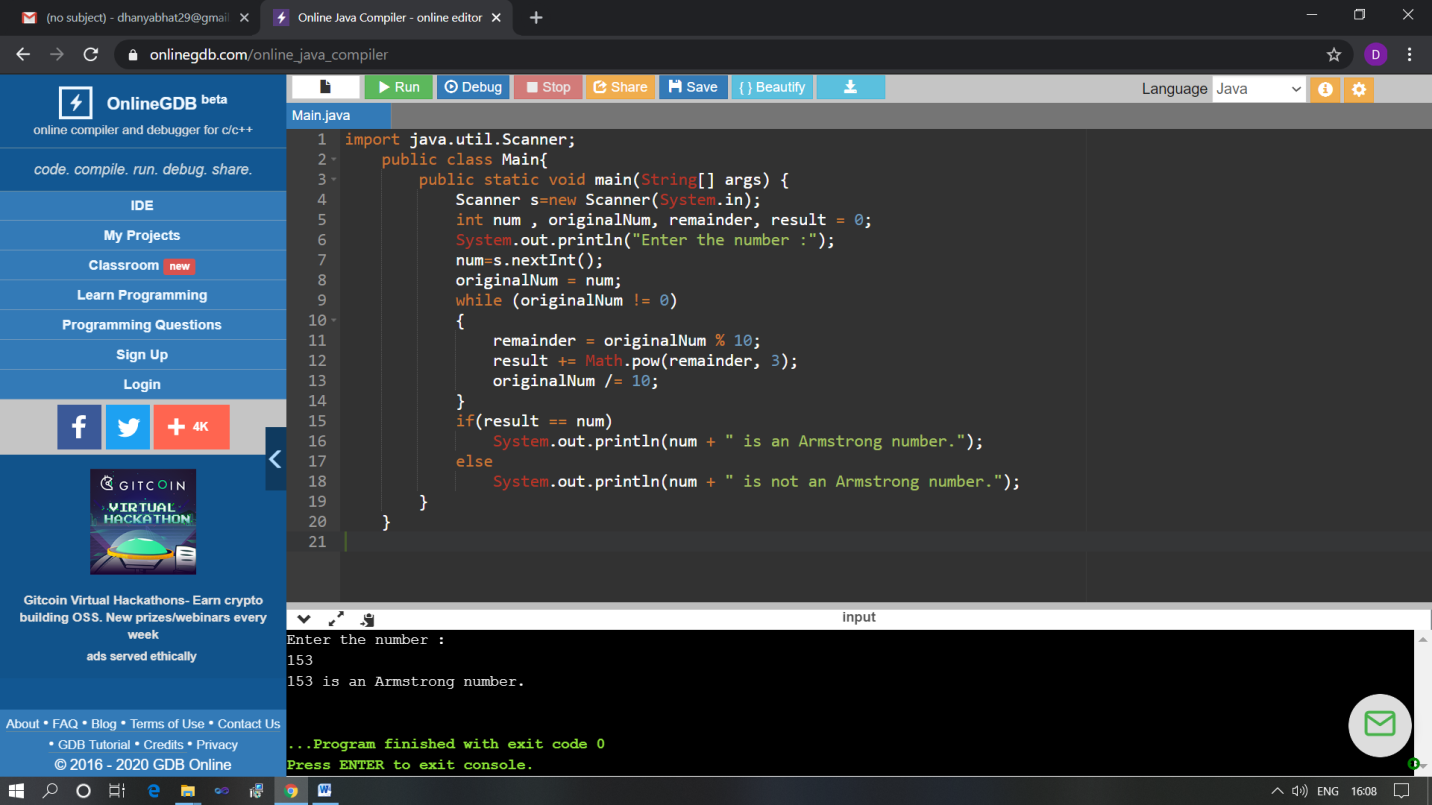 (no subject) - dhanyabhat29@gmail
Online Java Compiler - online editor
onlinegdb.com/online_java_compiler
D
OnlineGDB beta
online compiler and debugger for c/c++
code. compile. run. debug. share.
IDE
My Projects
Classroom new
Learn Programming
Programming Questions
Sign Up
Login
4K
GITCOIN
VIRTUAL
HACKATHON
Gitcoin Virtual Hackathons- Earn crypto
building OSS. New prizes/webinars every
week
ads served ethically
About • FAQ • Blog • Terms of Use • Contact Us
• GDB Tutorial • Credits • Privacy
© 2016 - 2020 GDB Online
Run Debug Stop Share Save { } Beautify
Language Java
Main.java
1 import java.util.Scanner;
2 public class Main{
3 public static void main(String[] args) {
4 Scanner s=new Scanner(System.in);
5 int num , originalNum, remainder, result = 0;
6 System.out.println("Enter the number :");
7 num=s.nextInt();
8 originalNum = num;
9 while (originalNum != 0)
10 {
11 remainder = originalNum % 10;
12 result += Math.pow(remainder, 3);
13 originalNum /= 10;
14 }
15 if(result == num)
16 System.out.println(num + " is an Armstrong number.");
17 else
18 System.out.println(num + " is not an Armstrong number.");
19 }
20 }
21
input
Enter the number :
153
153 is an Armstrong number.
...Program finished with exit code 0
Press ENTER to exit console.
ENG 16:08